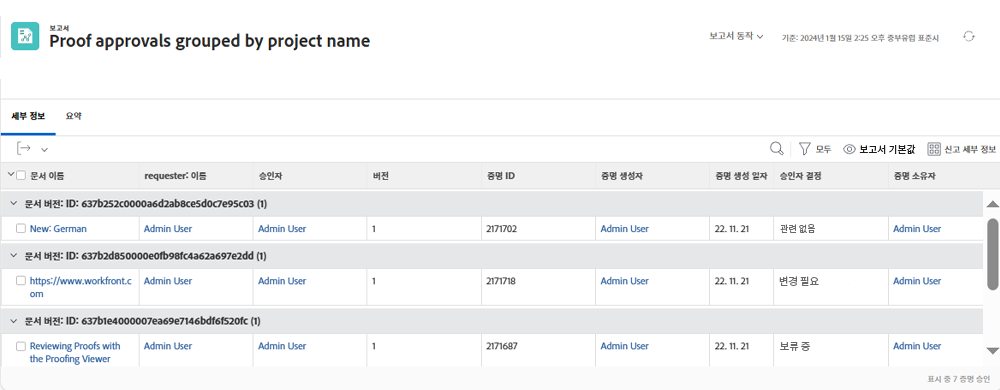 보고서
Proof approvals grouped by project name
보고서 동작
기준: 2024년 1월 15일 2:25 오후 중부유럽 표준시
세부 정보 요약
모두 보고서 기본값 신고 세부 정보
문서 이름 requester: 이름 승인자 버전 증명 ID 증명 생성자 증명 생성 일자 승인자 결정 증명 소유자
문서 버전: ID: 637b252c0000a6d2ab8ce5d0c7e95c03 (1)
New: German Admin User Admin User 1 2171702 Admin User 22. 11. 21 관련 없음 Admin User
문서 버전: ID: 637b2d850000e0fb98fc4a62a697e2dd (1)
https://www.workfront.c Admin User Admin User 1 2171718 Admin User 22. 11. 21 변경 필요 Admin User
om
문서 버전: ID: 637b1e4000007ea69e7146bdf6f520fc (1)
Reviewing Proofs with Admin User Admin User 1 2171687 Admin User 22. 11. 21 보류 중 Admin User
the Proofing Viewer
표시 중 7 증명 승인